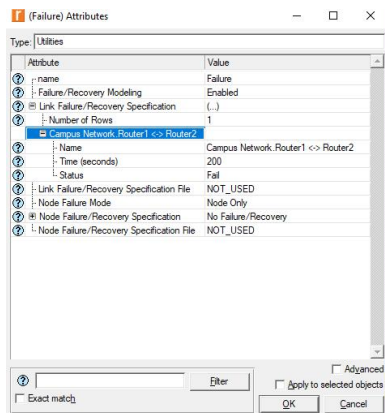 (Failure) Attributes
Type: Utilities
Attribute Value
name Failure
Failure/Recovery Modeling Enabled
Link Failure/Recovery Specification (...)
Number of Rows 1
Campus Network.Router1 <-> Router2
Name Campus Network.Router1 <-> Router2
Time (seconds) 200
Status Fail
Link Failure/Recovery Specification File NOT_USED
Node Failure Mode Node Only
Node Failure/Recovery Specification No Failure/Recovery
Node Failure/Recovery Specification File NOT_USED
Advanced
Filter Apply to selected objects
Exact match OK Cancel